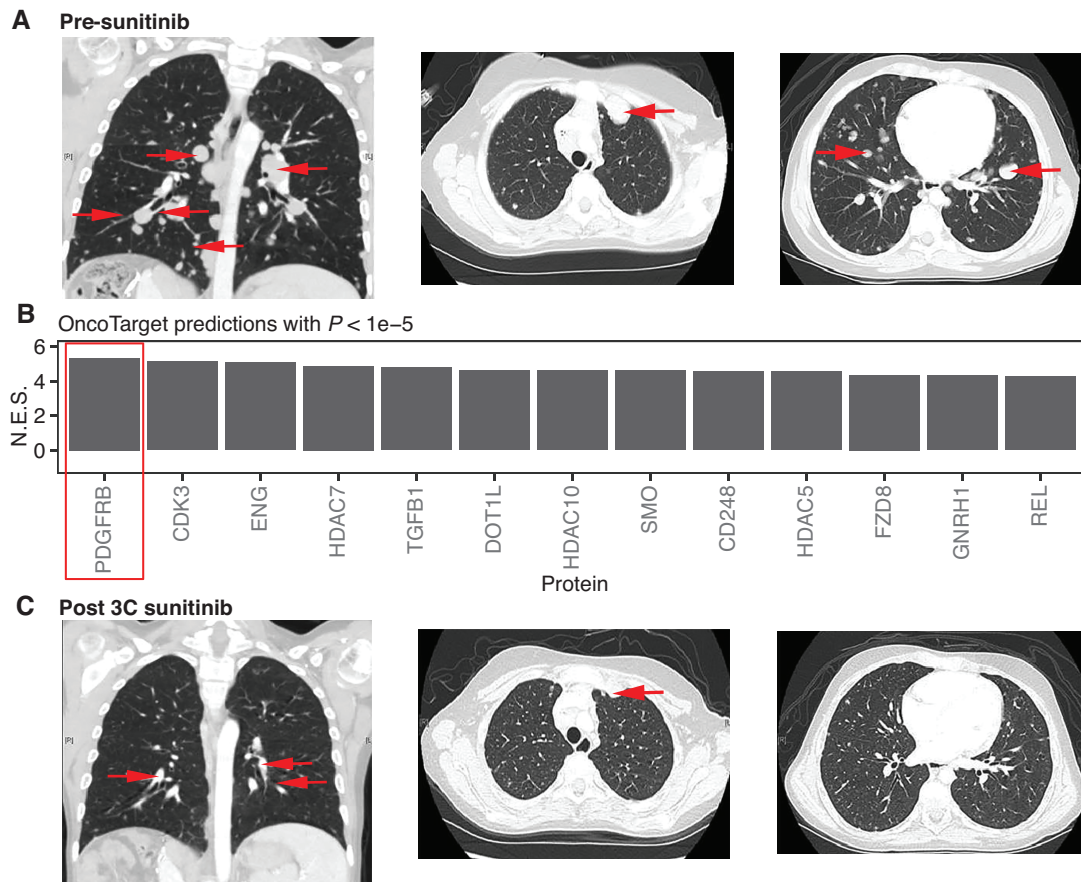 A Pre-sunitinib
[P] [L]
B OncoTarget predictions with P < 1e−5
N.E.S.
6
4
2
0
PDGFRB
CDK3
ENG
HDAC7
TGFB1
DOT1L
HDAC10
SMO
CD248
HDAC5
FZD8
GNRH1
REL
Protein
C Post 3C sunitinib
[P] [L]